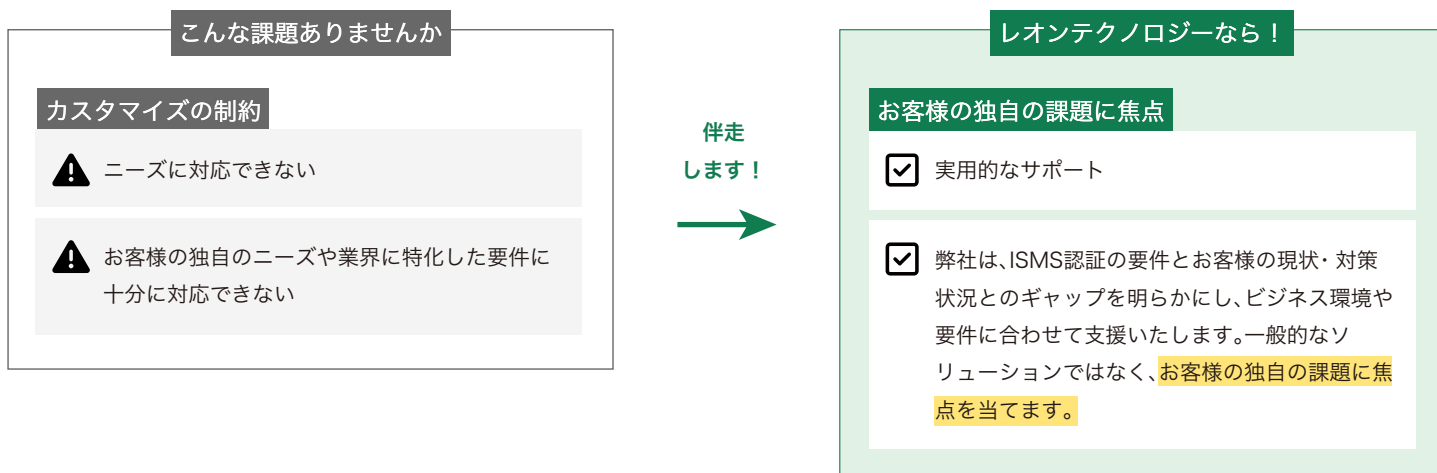 こんな課題ありませんか
カスタマイズの制約
ニーズに対応できない
お客様の独自のニーズや業界に特化した要件に
十分に対応できない
伴走
します！
レオンテクノロジーなら！
お客様の独自の課題に焦点
実用的なサポート
弊社は、ISMS認証の要件とお客様の現状・対策
状況とのギャップを明らかにし、ビジネス環境や
要件に合わせて支援いたします。一般的なソ
リューションではなく、お客様の独自の課題に焦
点を当てます。